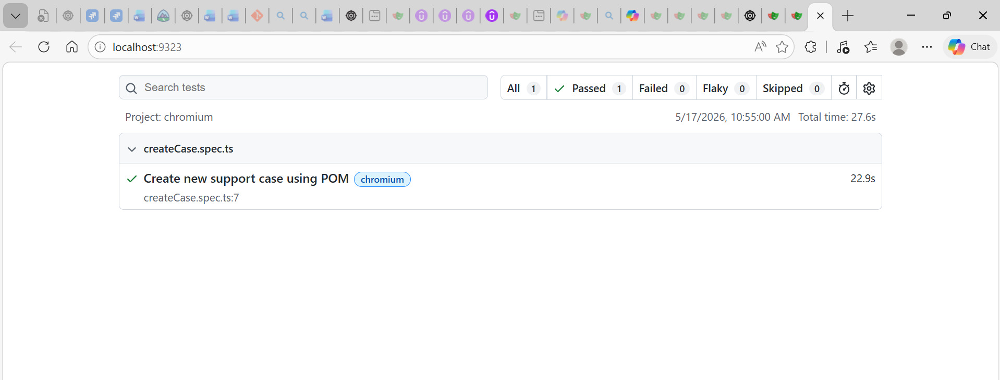 localhost:9323
Chat
Search tests
All 1
Passed 1
Failed 0
Flaky 0
Skipped 0
Project: chromium
5/17/2026, 10:55:00 AM Total time: 27.6s
createCase.spec.ts
Create new support case using POM chromium
22.9s
createCase.spec.ts:7